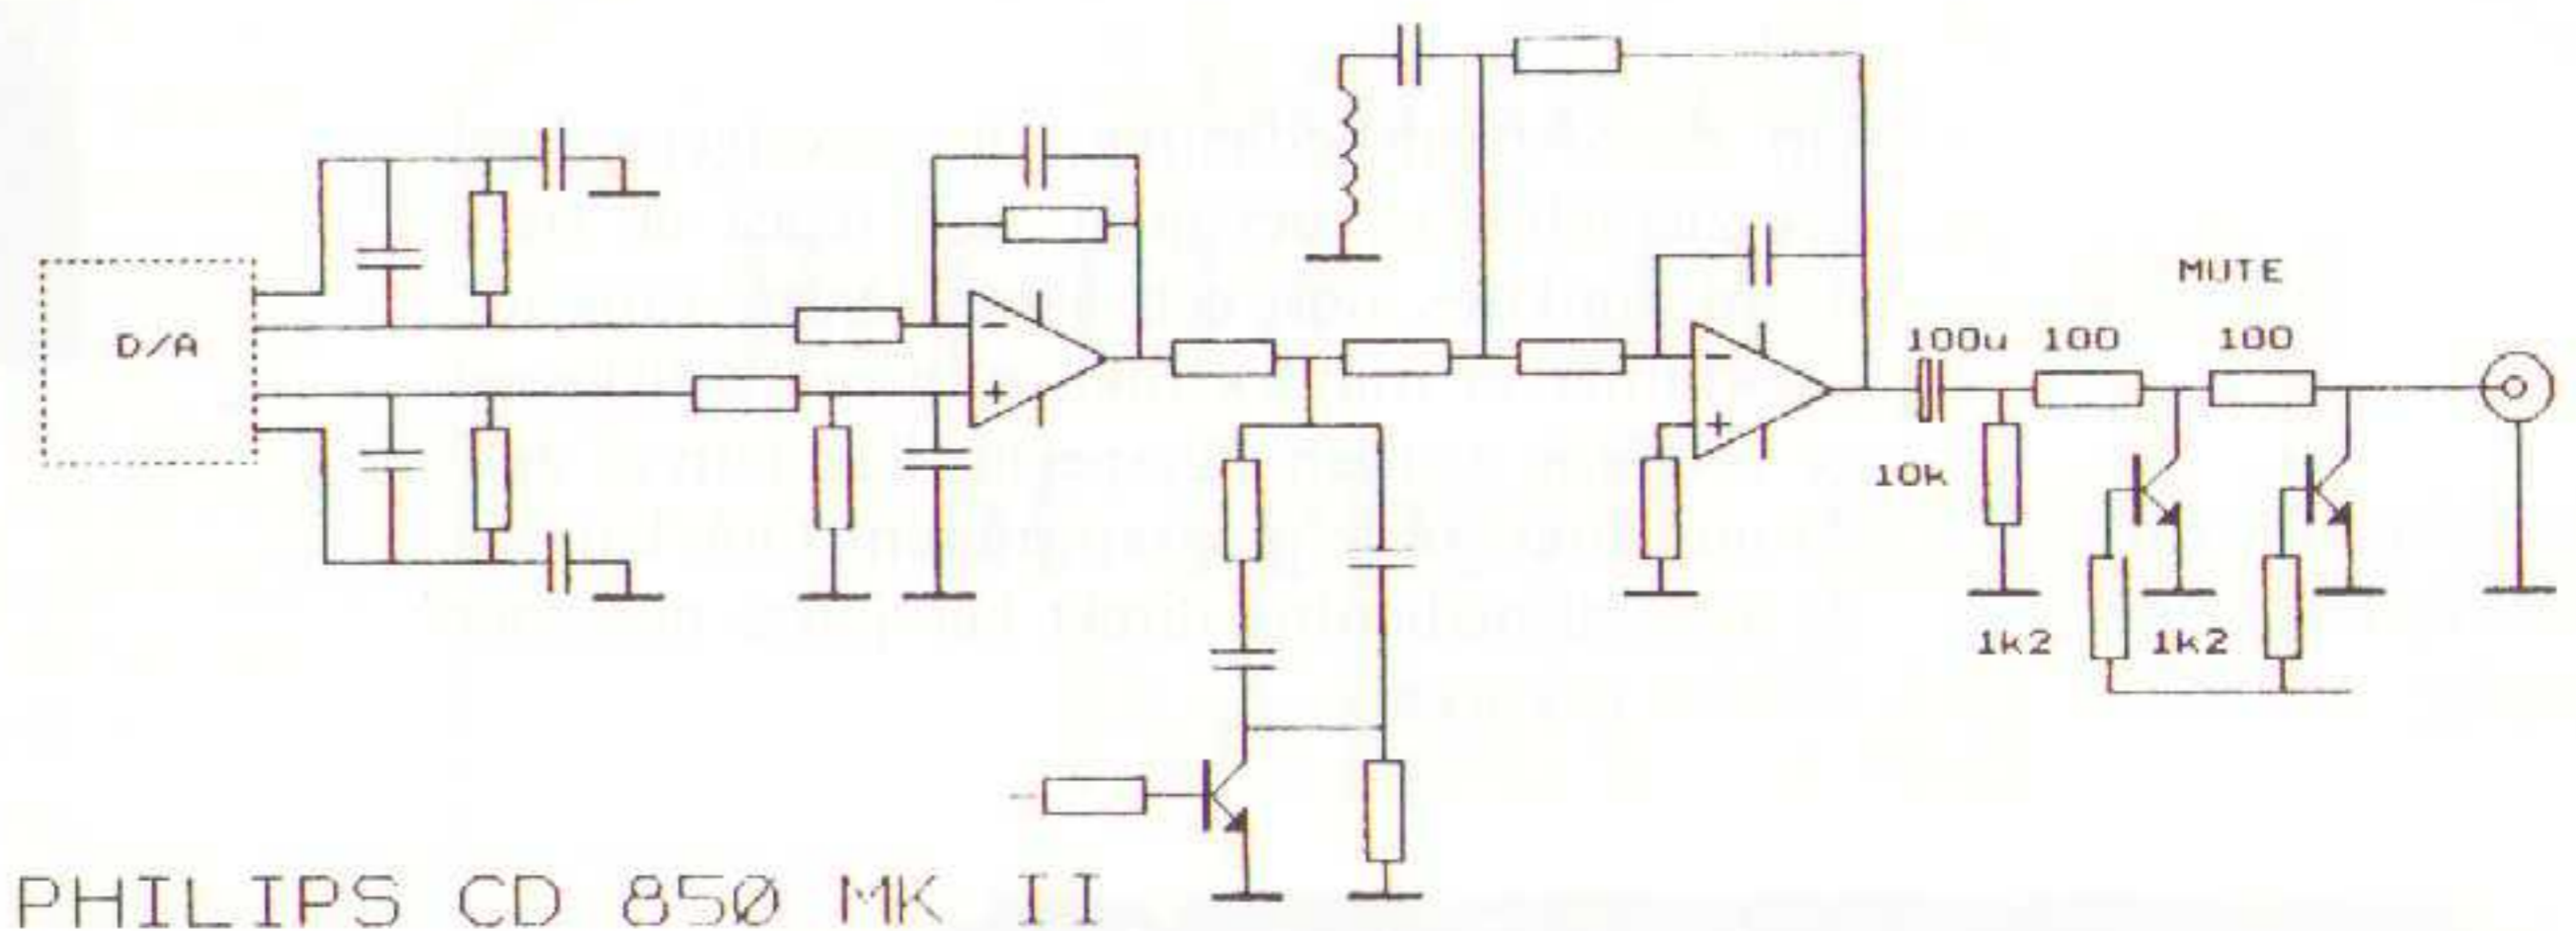 MUTE
100u 100 100
D/A
-
+
-
+
10k
1k2 1k2
PHILIPS CD 850 MK II